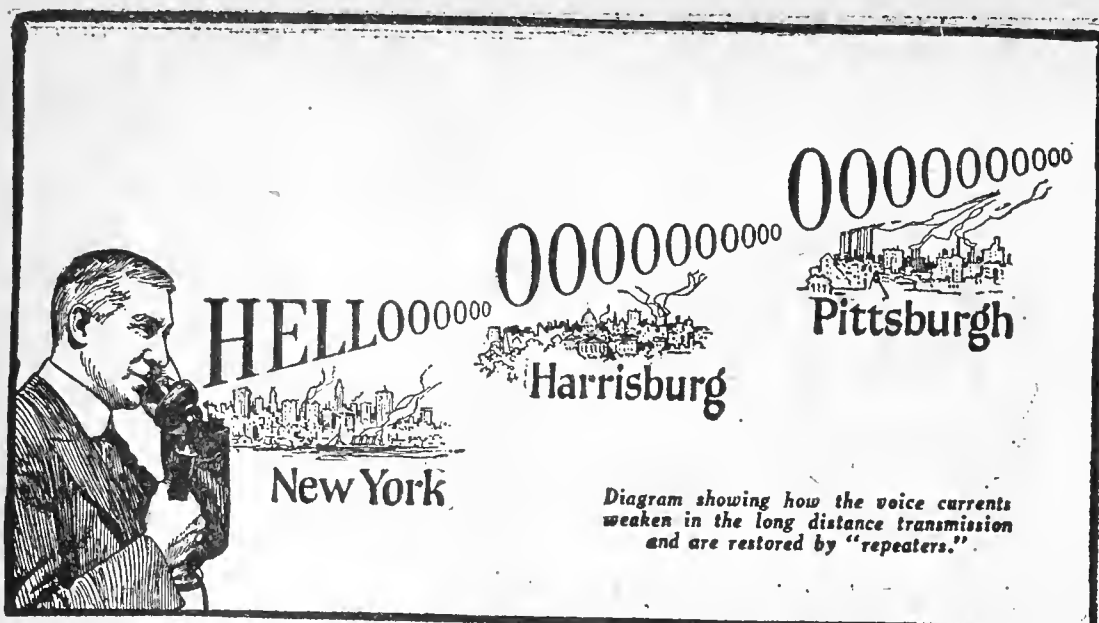 HELLOOOOOOO
OOOOOOOOOO
OOOOOOOOOO
New York
Harrisburg
Pittsburgh
Diagram showing how the voice currents
weaken in the long distance transmission
and are restored by "repeaters."